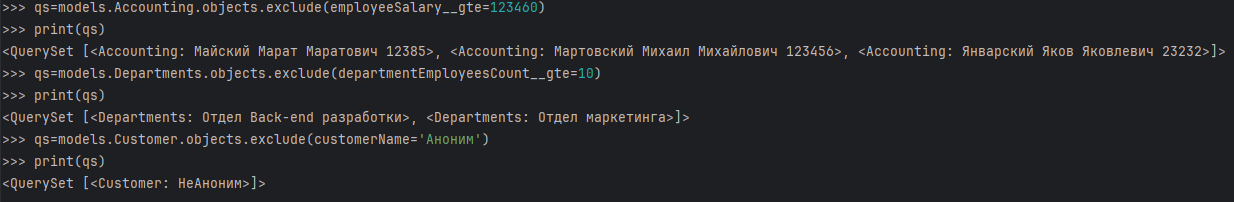 >>> qs=models.Accounting.objects.exclude(employeeSalary__gte=123460)
>>> print(qs)
<QuerySet [<Accounting: Майский Марат Маратович 12385>, <Accounting: Мартовский Михаил Михайлович 123456>, <Accounting: Январский Яков Яковлевич 23232>]>
>>> qs=models.Departments.objects.exclude(departmentEmployeesCount__gte=10)
>>> print(qs)
<QuerySet [<Departments: Отдел Back-end разработки>, <Departments: Отдел маркетинга>]>
>>> qs=models.Customer.objects.exclude(customerName='Аноним')
>>> print(qs)
<QuerySet [<Customer: НеАноним>]>